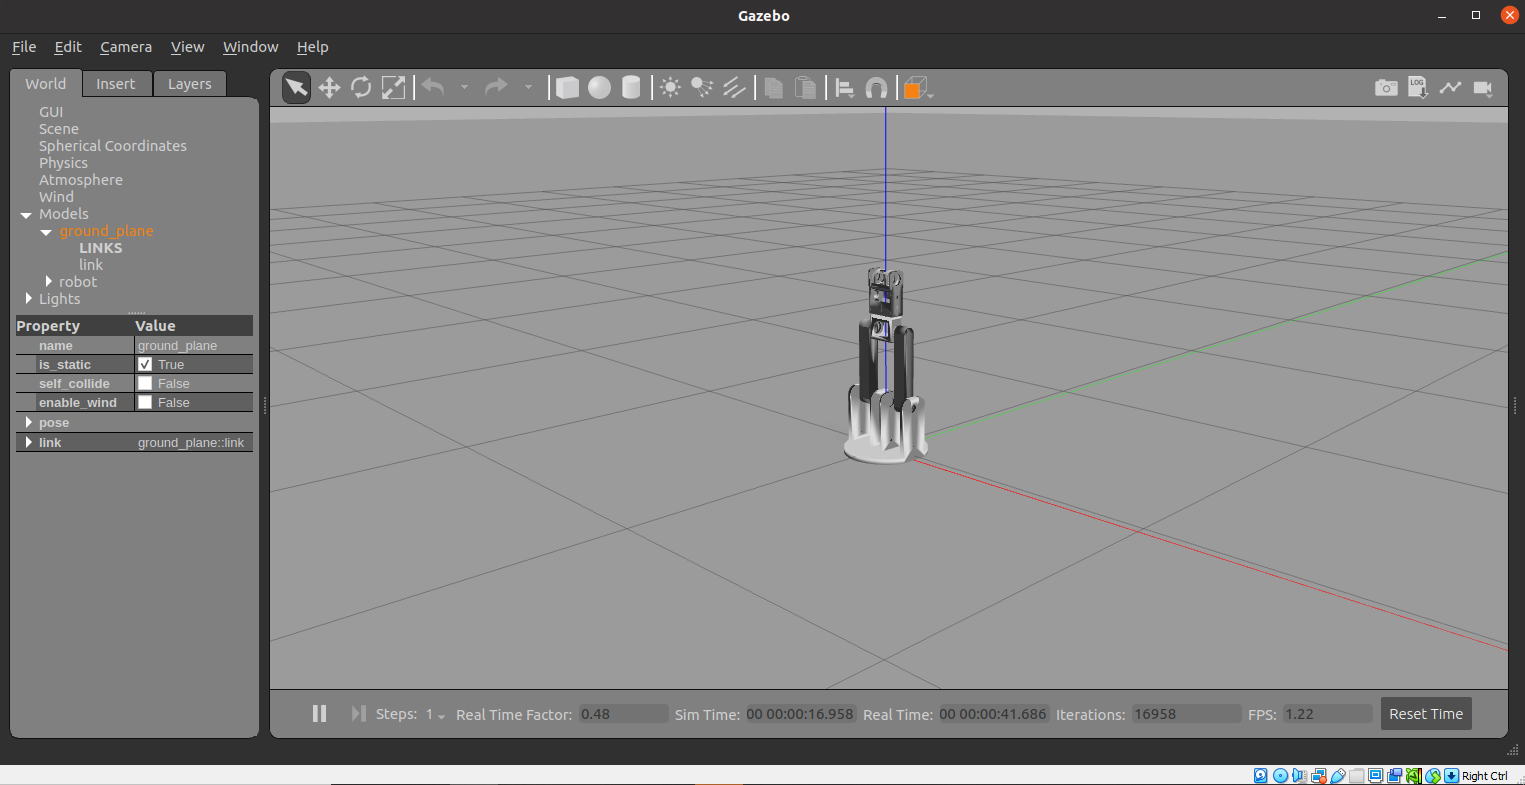 Gazebo
File Edit Camera View Window Help
World Insert Layers
GUI
Scene
Spherical Coordinates
Physics
Atmosphere
Wind
Models
ground_plane
LINKS
link
robot
Lights
Property Value
name ground_plane
is_static True
self_collide False
enable_wind False
pose
link ground_plane::link
LOG
Steps: 1 Real Time Factor: 0.48 Sim Time: 00 00:00:16.958 Real Time: 00 00:00:41.686 Iterations: 16958 FPS: 1.22 Reset Time
Right Ctrl